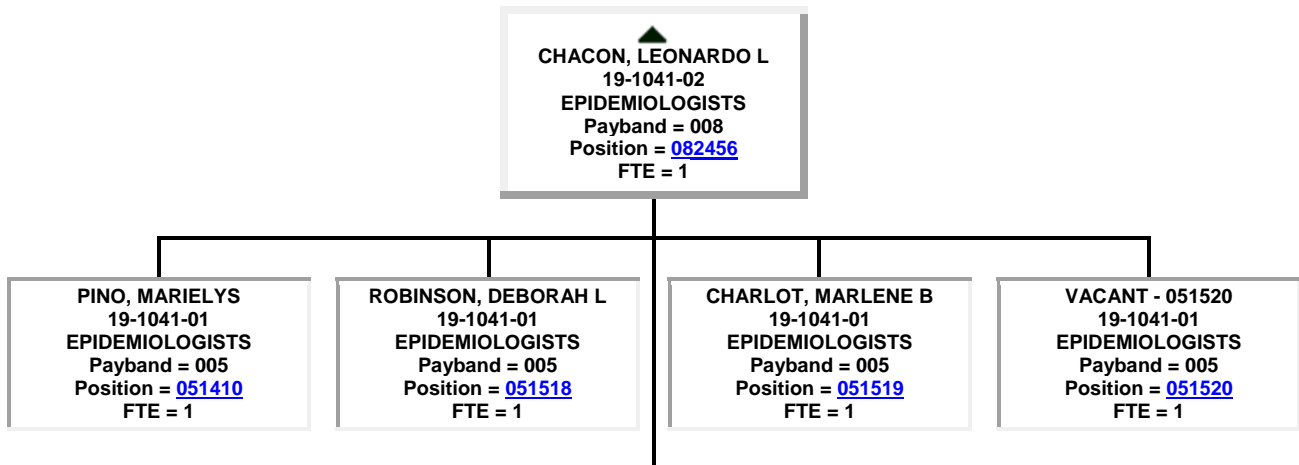 CHACON, LEONARDO L
19-1041-02
EPIDEMIOLOGISTS
Payband = 008
Position = 082456
FTE = 1
PINO, MARIELYS
19-1041-01
EPIDEMIOLOGISTS
Payband = 005
Position = 051410
FTE = 1
ROBINSON, DEBORAH L
19-1041-01
EPIDEMIOLOGISTS
Payband = 005
Position = 051518
FTE = 1
CHARLOT, MARLENE B
19-1041-01
EPIDEMIOLOGISTS
Payband = 005
Position = 051519
FTE = 1
VACANT - 051520
19-1041-01
EPIDEMIOLOGISTS
Payband = 005
Position = 051520
FTE = 1